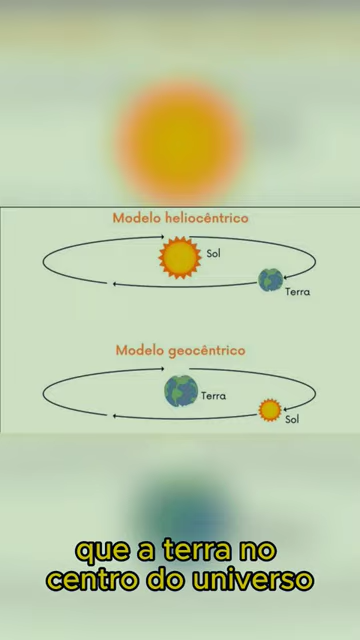 Modelo heliocêntrico
Sol
Terra
Modelo geocêntrico
Terra
Sol
que a terra no
centro do universo